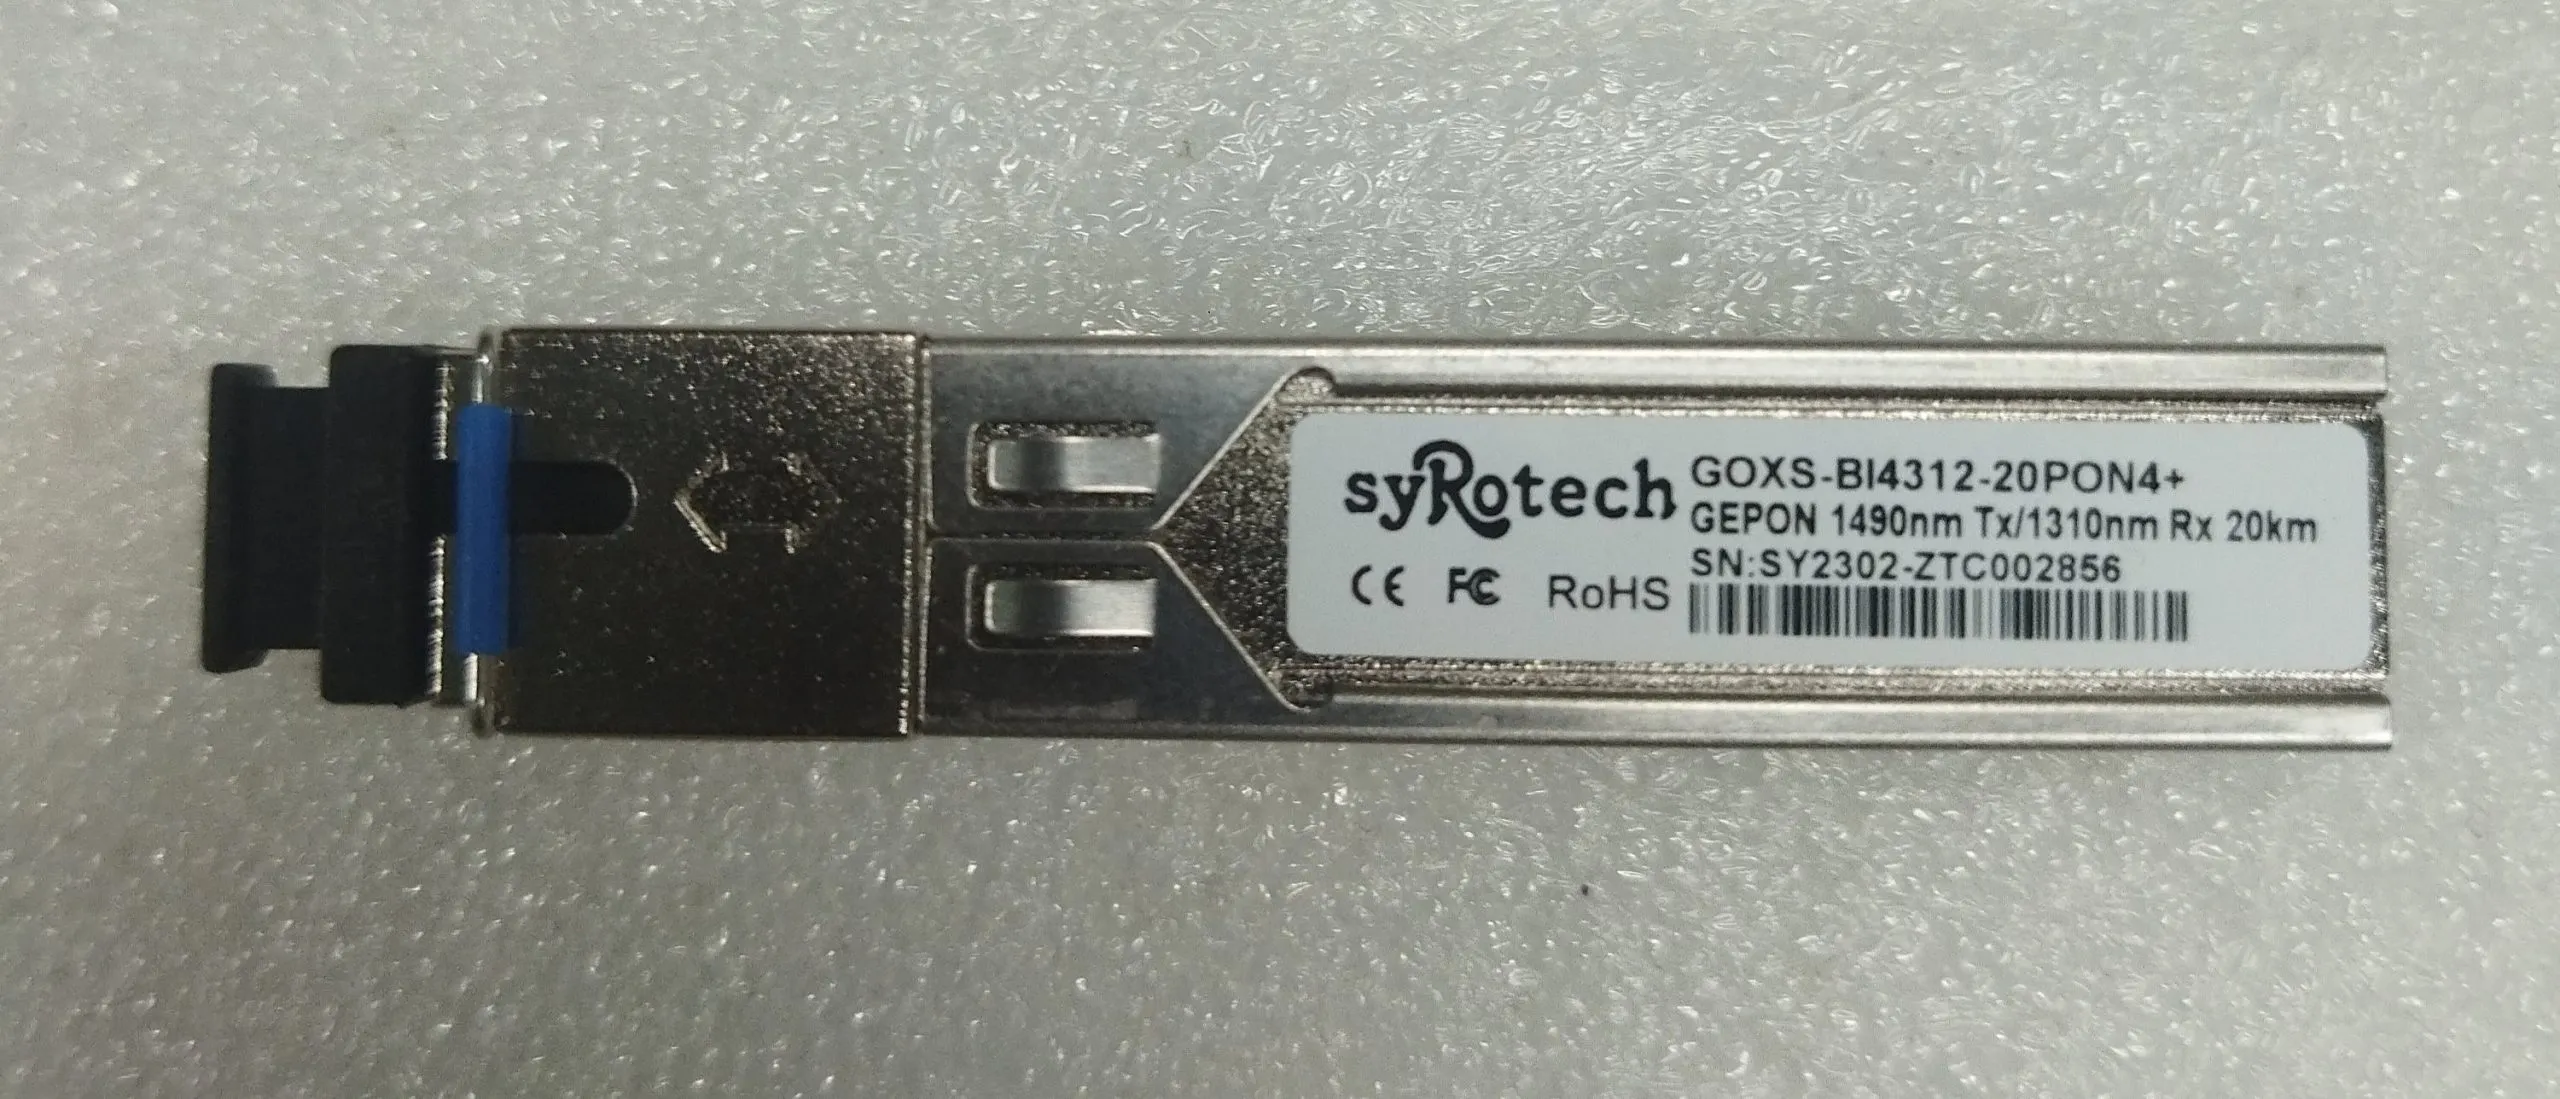 syRotech
GOXS-BI4312-20PON4+
GEPON 1490nm Tx/1310nm Rx 20km
SN:SY2302-ZTC002856
CE FC RoHS